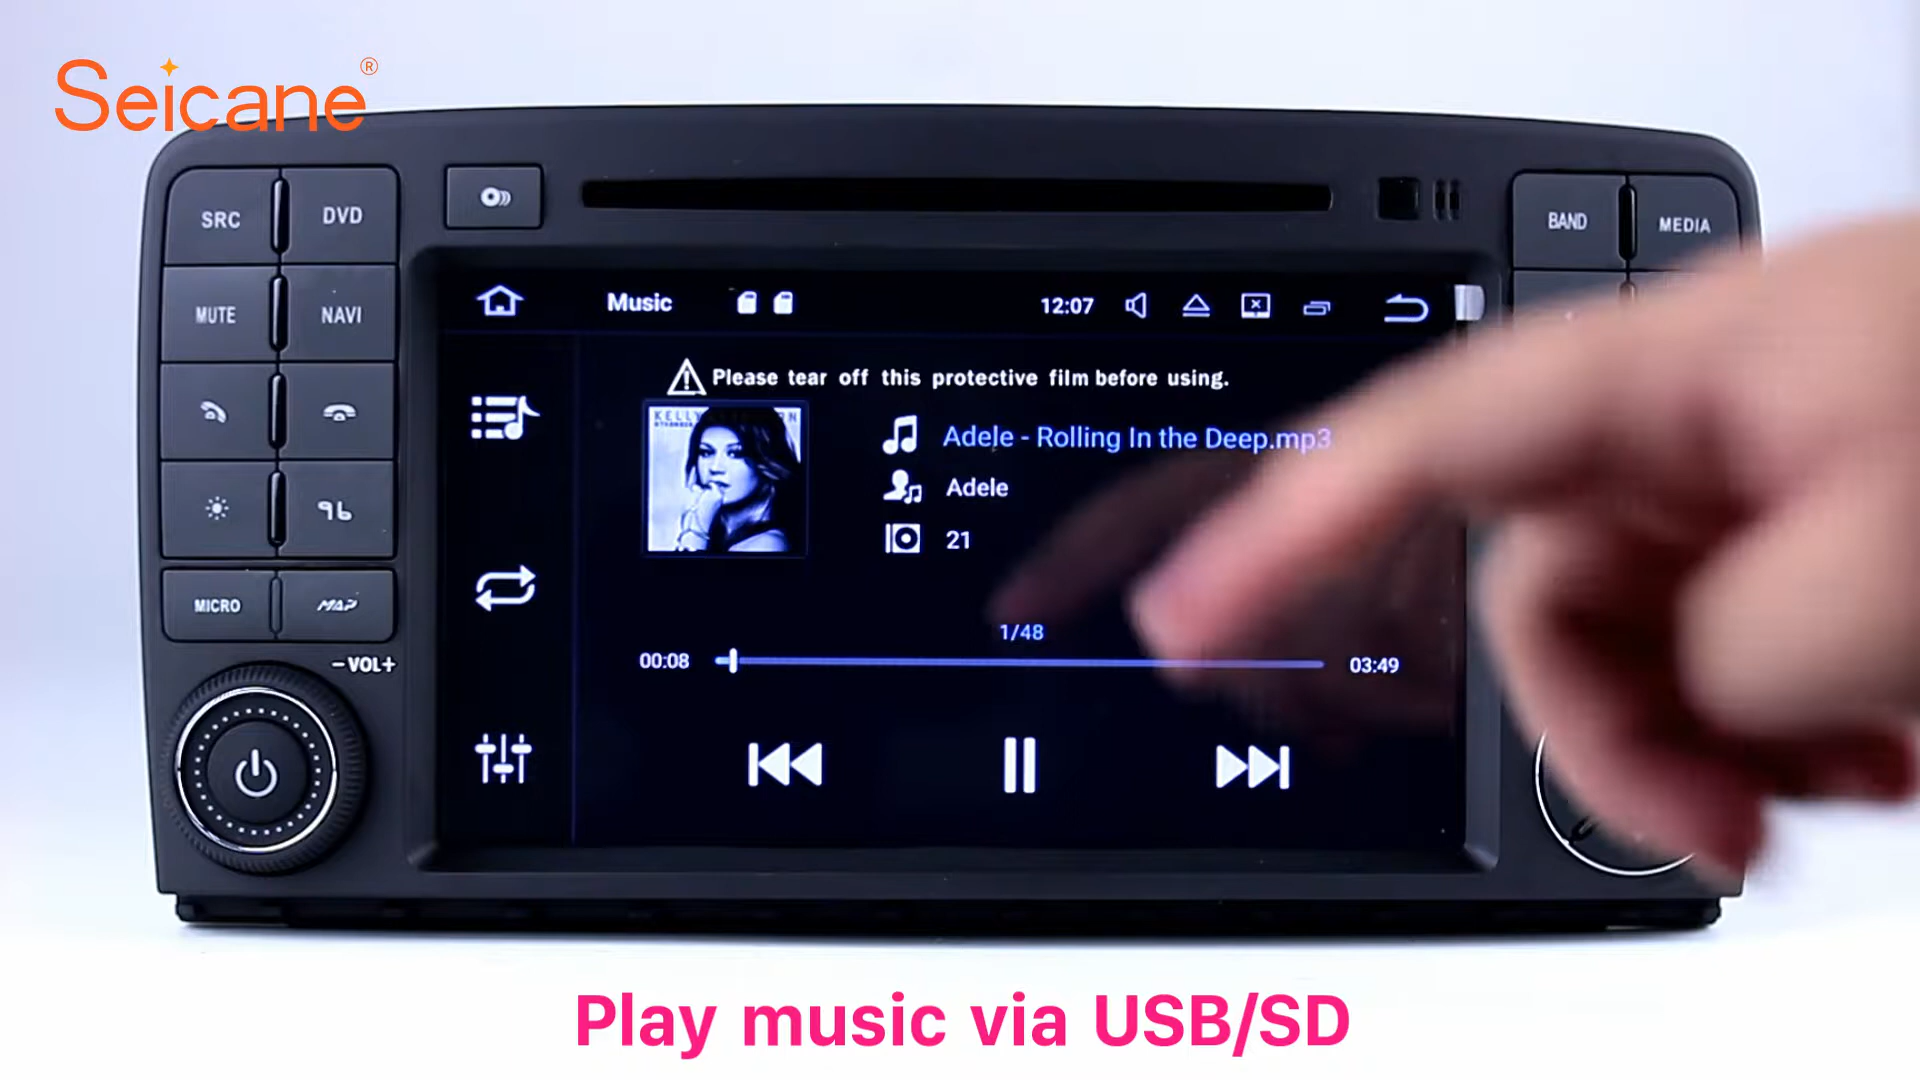 Seicane®
SRC
DVD
BAND
MEDIA
MUTE
NAVI
Music
12:07
Please tear off this protective film before using.
KELLY
Adele - Rolling In the Deep.mp3
Adele
21
MICRO
MAP
1/48
00:08
03:49
- VOL +
Play music via USB/SD